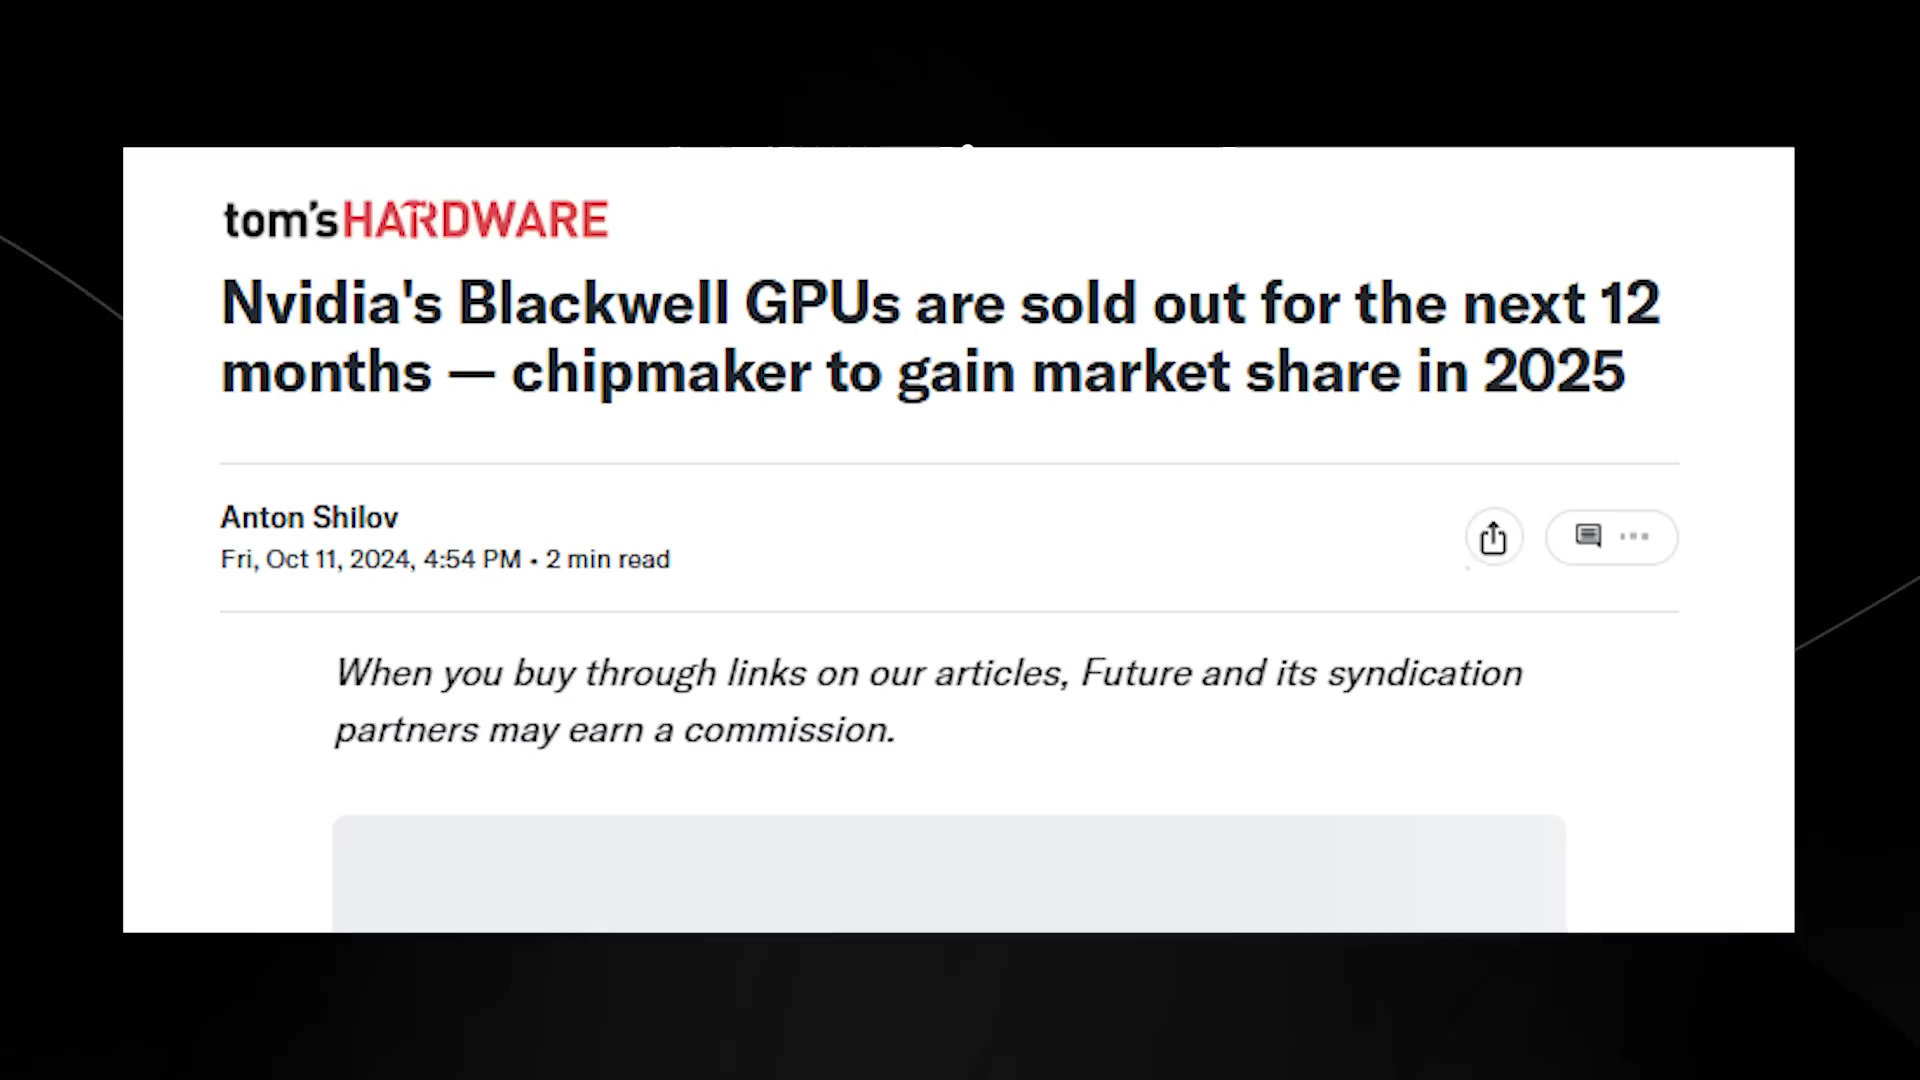 tom'sHARDWARE
Nvidia's Blackwell GPUs are sold out for the next 12
months — chipmaker to gain market share in 2025
Anton Shilov
Fri, Oct 11, 2024, 4:54 PM • 2 min read
When you buy through links on our articles, Future and its syndication
partners may earn a commission.